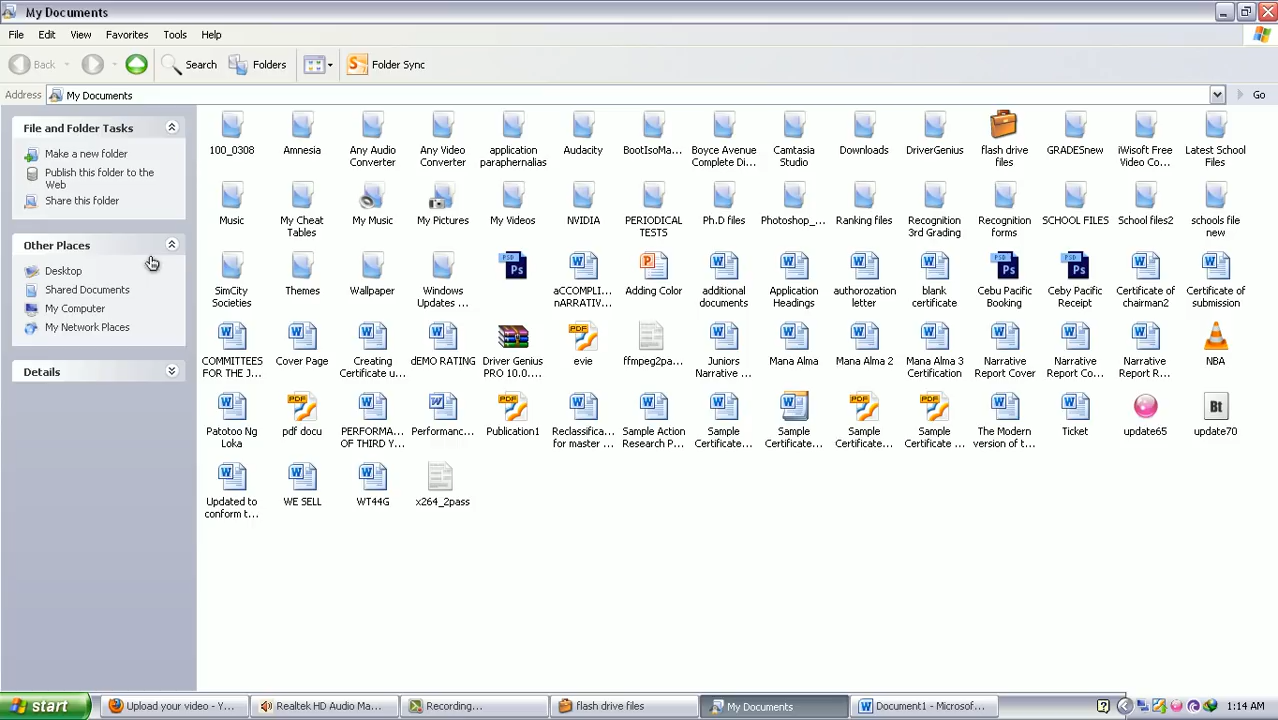 My Documents
File Edit View Favorites Tools Help
Back Search Folders Folder Sync
Address My Documents Go
File and Folder Tasks
Make a new folder
Publish this folder to the
Web
Share this folder
Other Places
Desktop
Shared Documents
My Computer
My Network Places
Details
100_0308 Amnesia Any Audio Any Video application Audacity BootIsoMa... Boyce Avenue Camtasia Downloads DriverGenius flash drive GRADESnew iWisoft Free Latest School
Converter Converter paraphernalias Complete Di... Studio files Video Co... Files
Music My Cheat My Music My Pictures My Videos NVIDIA PERIODICAL Ph.D files Photoshop_... Ranking files Recognition Recognition SCHOOL FILES School files2 schools file
Tables TESTS 3rd Grading forms new
SimCity Themes Wallpaper Windows aCCOMPLI... Adding Color additional Application authorozation blank Cebu Pacific Ceby Pacific Certificate of Certificate of
Societies Updates ... nARRATIV... documents Headings letter certificate Booking Receipt chairman2 submission
COMMITTEES Cover Page Creating dEMO RATING Driver Genius evie ffmpeg2pa... Juniors Mana Alma Mana Alma 2 Mana Alma 3 Narrative Narrative Narrative NBA
FOR THE J... Certificate u... PRO 10.0.... Narrative ... Certification Report Cover Report Co... Report R...
Patotoo Ng pdf docu PERFORMA... Performanc... Publication1 Reclassifica... Sample Action Sample Sample Sample Sample The Modern Ticket update65 update70
Loka OF THIRD Y... for master ... Research P... Certificate... Certificate... Certificate... Certificate ... version of t...
Updated to WE SELL WT44G x264_2pass
conform t...
start Upload your video - Y... Realtek HD Audio Ma... Recording... flash drive files My Documents Document1 - Microsof... 1:14 AM